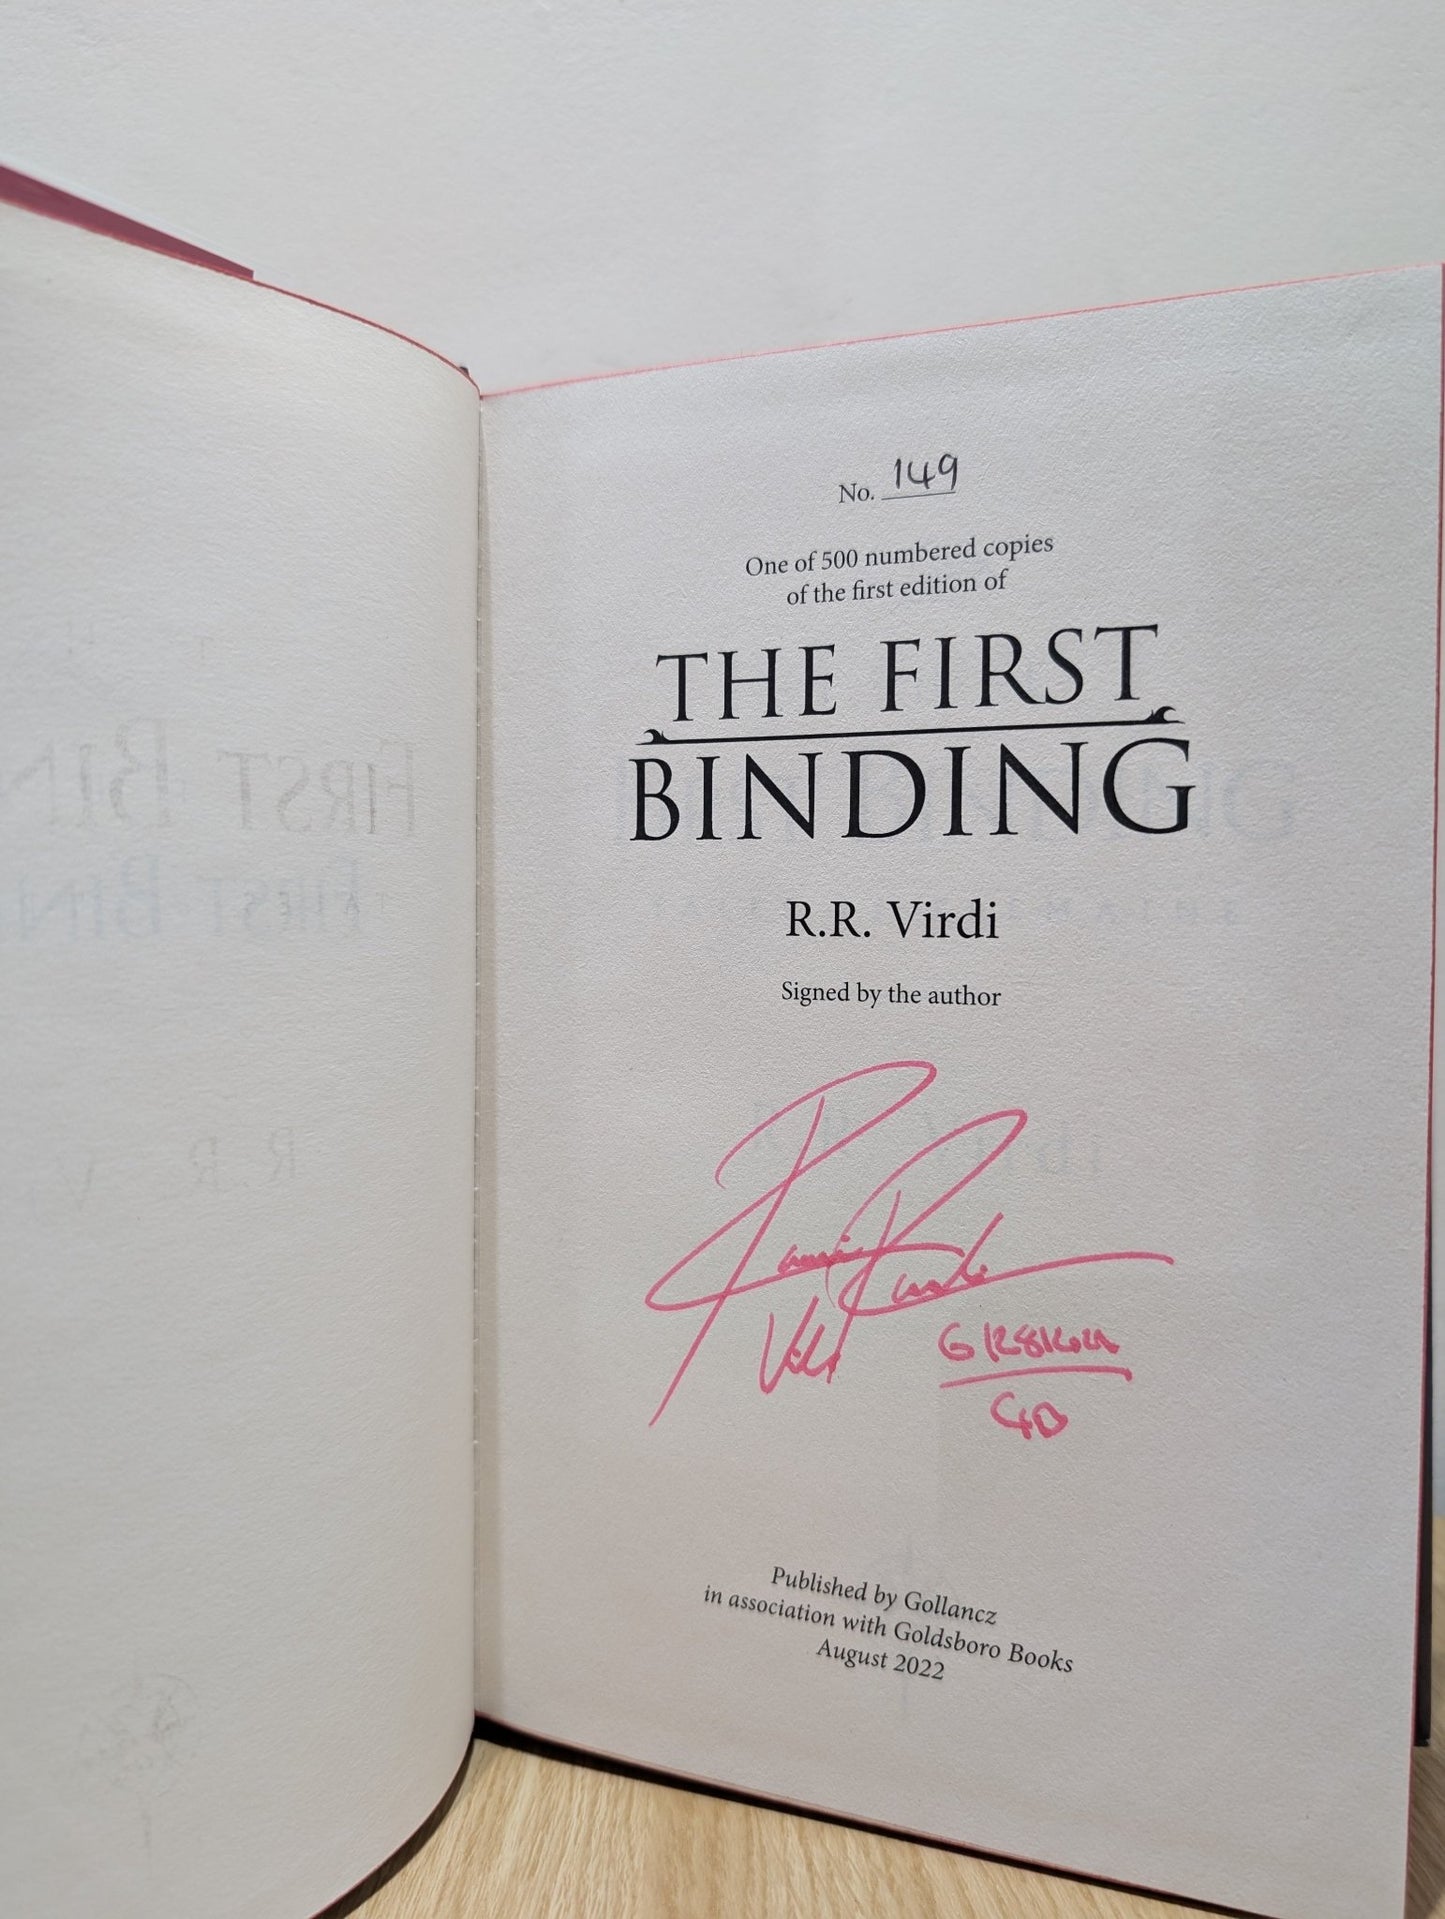 No. 149
One of 500 numbered copies
of the first edition of
THE FIRST
BINDING
R.R. Virdi
Signed by the author
Published by Gollancz
in association with Goldsboro Books
August 2022